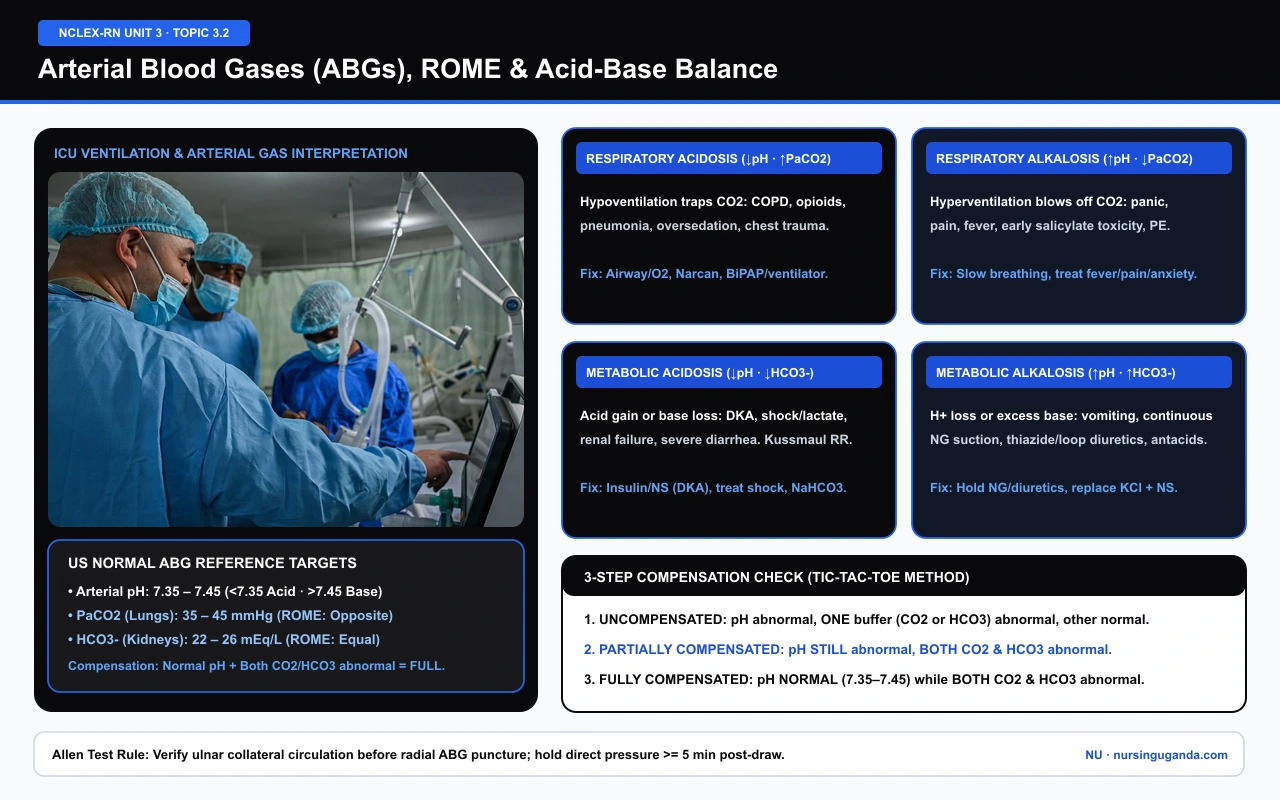 NCLEX-RN UNIT 3 · TOPIC 3.2
Arterial Blood Gases (ABGs), ROME & Acid-Base Balance
ICU VENTILATION & ARTERIAL GAS INTERPRETATION
US NORMAL ABG REFERENCE TARGETS
• Arterial pH: 7.35 – 7.45 (<7.35 Acid · >7.45 Base)
• PaCO2 (Lungs): 35 – 45 mmHg (ROME: Opposite)
• HCO3- (Kidneys): 22 – 26 mEq/L (ROME: Equal)
Compensation: Normal pH + Both CO2/HCO3 abnormal = FULL.
RESPIRATORY ACIDOSIS (↓pH · ↑PaCO2)
Hypoventilation traps CO2: COPD, opioids,
pneumonia, oversedation, chest trauma.
Fix: Airway/O2, Narcan, BiPAP/ventilator.
RESPIRATORY ALKALOSIS (↑pH · ↓PaCO2)
Hyperventilation blows off CO2: panic,
pain, fever, early salicylate toxicity, PE.
Fix: Slow breathing, treat fever/pain/anxiety.
METABOLIC ACIDOSIS (↓pH · ↓HCO3-)
Acid gain or base loss: DKA, shock/lactate,
renal failure, severe diarrhea. Kussmaul RR.
Fix: Insulin/NS (DKA), treat shock, NaHCO3.
METABOLIC ALKALOSIS (↑pH · ↑HCO3-)
H+ loss or excess base: vomiting, continuous
NG suction, thiazide/loop diuretics, antacids.
Fix: Hold NG/diuretics, replace KCl + NS.
3-STEP COMPENSATION CHECK (TIC-TAC-TOE METHOD)
1. UNCOMPENSATED: pH abnormal, ONE buffer (CO2 or HCO3) abnormal, other normal.
2. PARTIALLY COMPENSATED: pH STILL abnormal, BOTH CO2 & HCO3 abnormal.
3. FULLY COMPENSATED: pH NORMAL (7.35–7.45) while BOTH CO2 & HCO3 abnormal.
Allen Test Rule: Verify ulnar collateral circulation before radial ABG puncture; hold direct pressure >= 5 min post-draw.
NU · nursinguganda.com